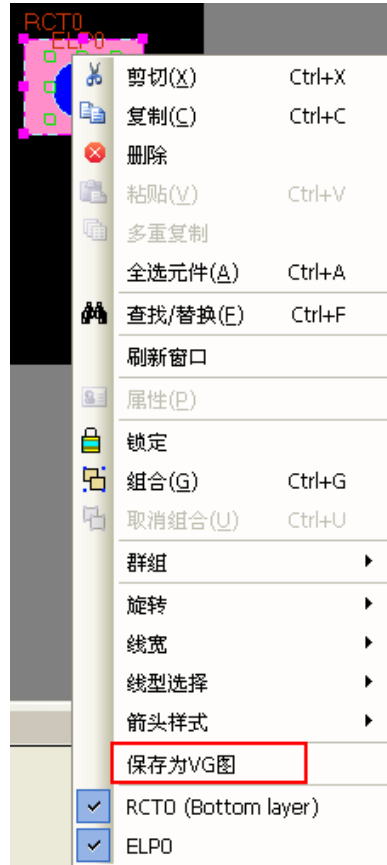 RCT0
ELP0
剪切(X) Ctrl+X
复制(C) Ctrl+C
删除
粘贴(V) Ctrl+V
多重复制
全选元件(A) Ctrl+A
查找/替换(F) Ctrl+F
刷新窗口
属性(P)
锁定
组合(G) Ctrl+G
取消组合(U) Ctrl+U
群组
旋转
线宽
线型选择
箭头样式
保存为VG图
RCT0 (Bottom layer)
ELP0